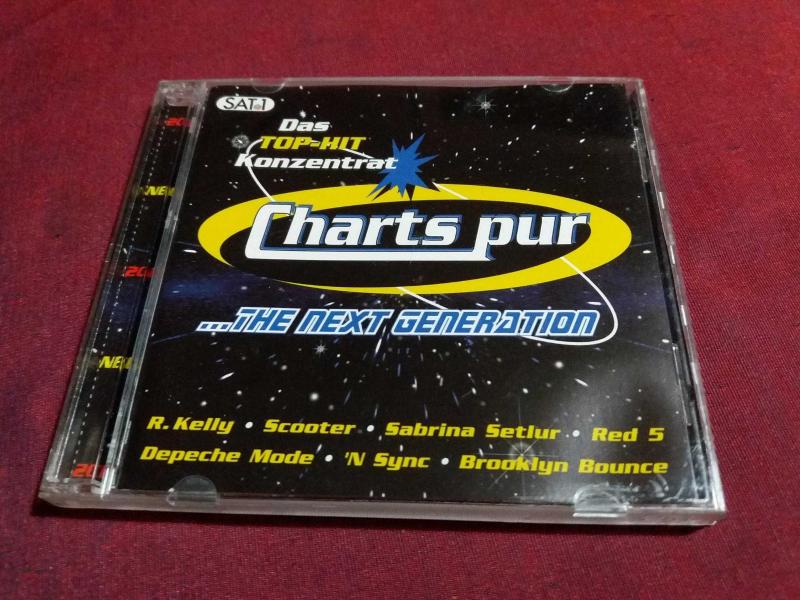 SAT.1
Das
TOP-HIT
Konzentrat
Charts pur
...THE NEXT GENERATION
R. Kelly • Scooter • Sabrina Setlur • Red 5
Depeche Mode • 'N Sync • Brooklyn Bounce